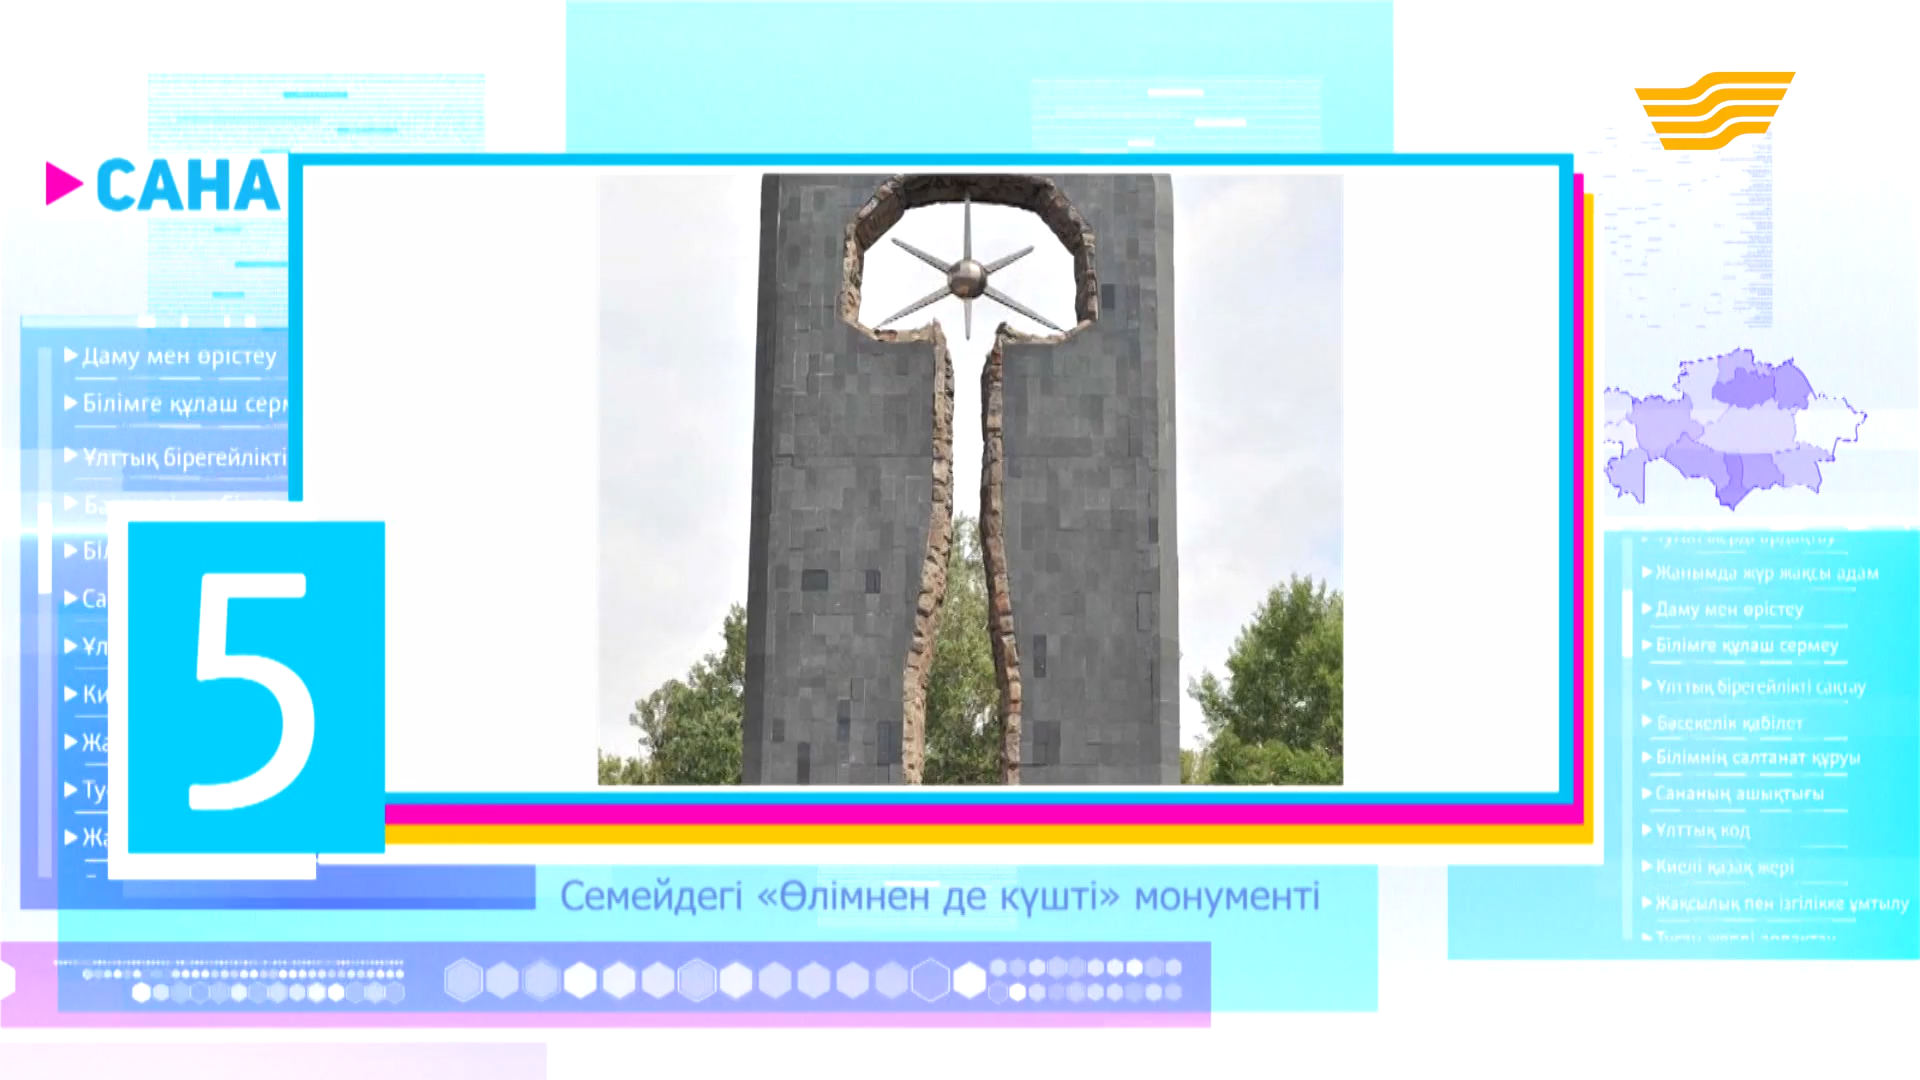 САНА
Даму мен өрістеу
Білімге құлаш
Ұлттық бірегейлікті
5
Семейдегі «Өлімнен де күшті» монументі
Жанымда жүр жақсы адам
Даму мен өрістеу
Білімге құлаш сермеу
Ұлттық бірегейлікті сақтау
Бәсекелік қабілет
Білімнің салтанат құруы
Сананың ашықтығы
Ұлттық код
Киелі қазақ жері
Жақсылық пен ізгілікке ұмтылу